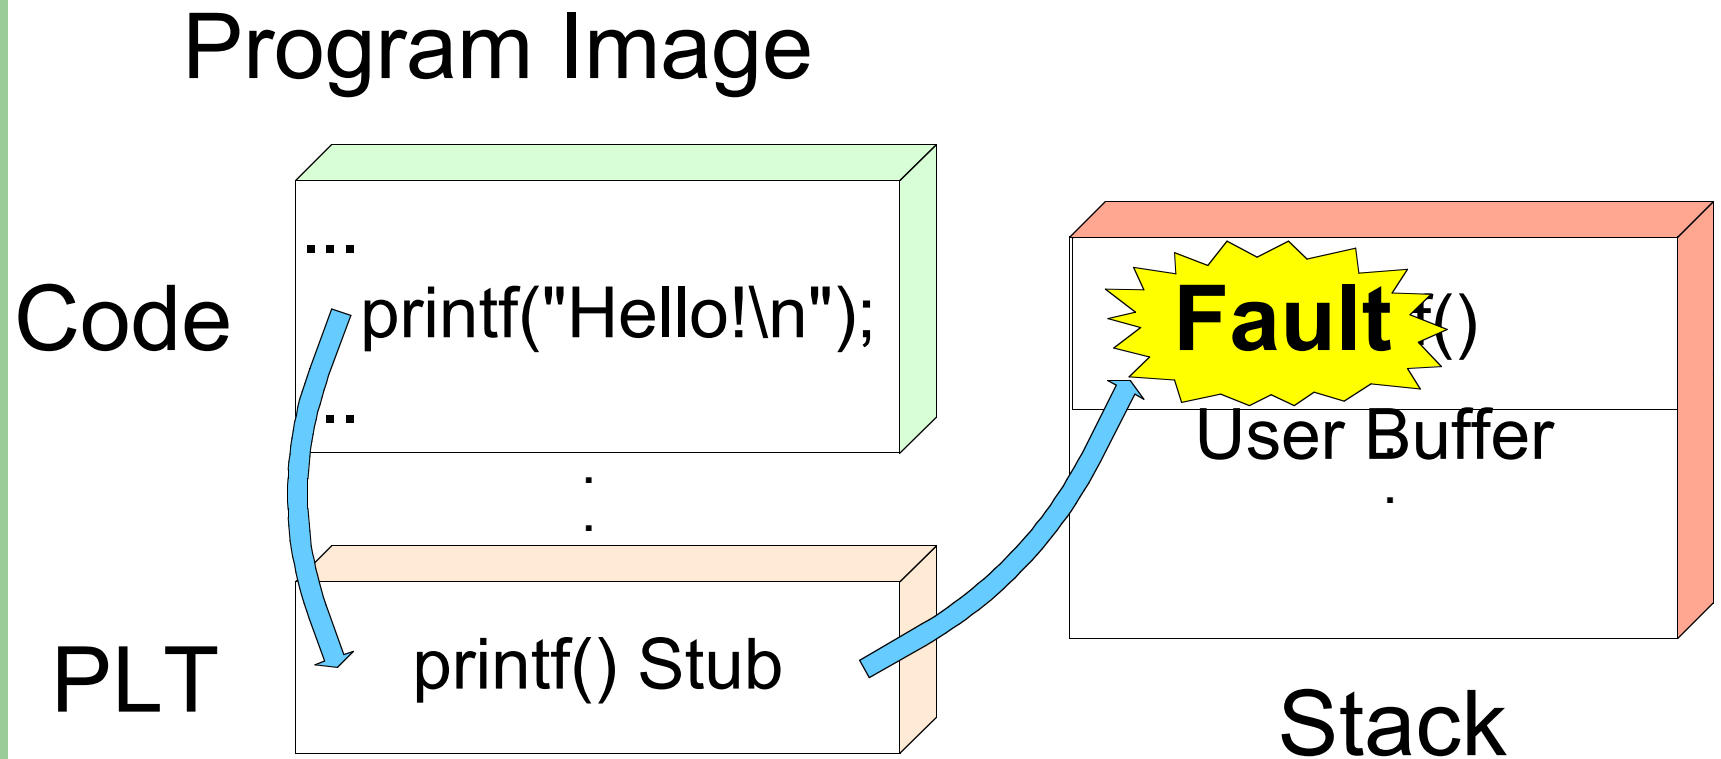 Program Image
Code
...
printf("Hello!\n");
..
.
.
PLT
printf() Stub
Fault
f()
User Buffer
.
.
Stack